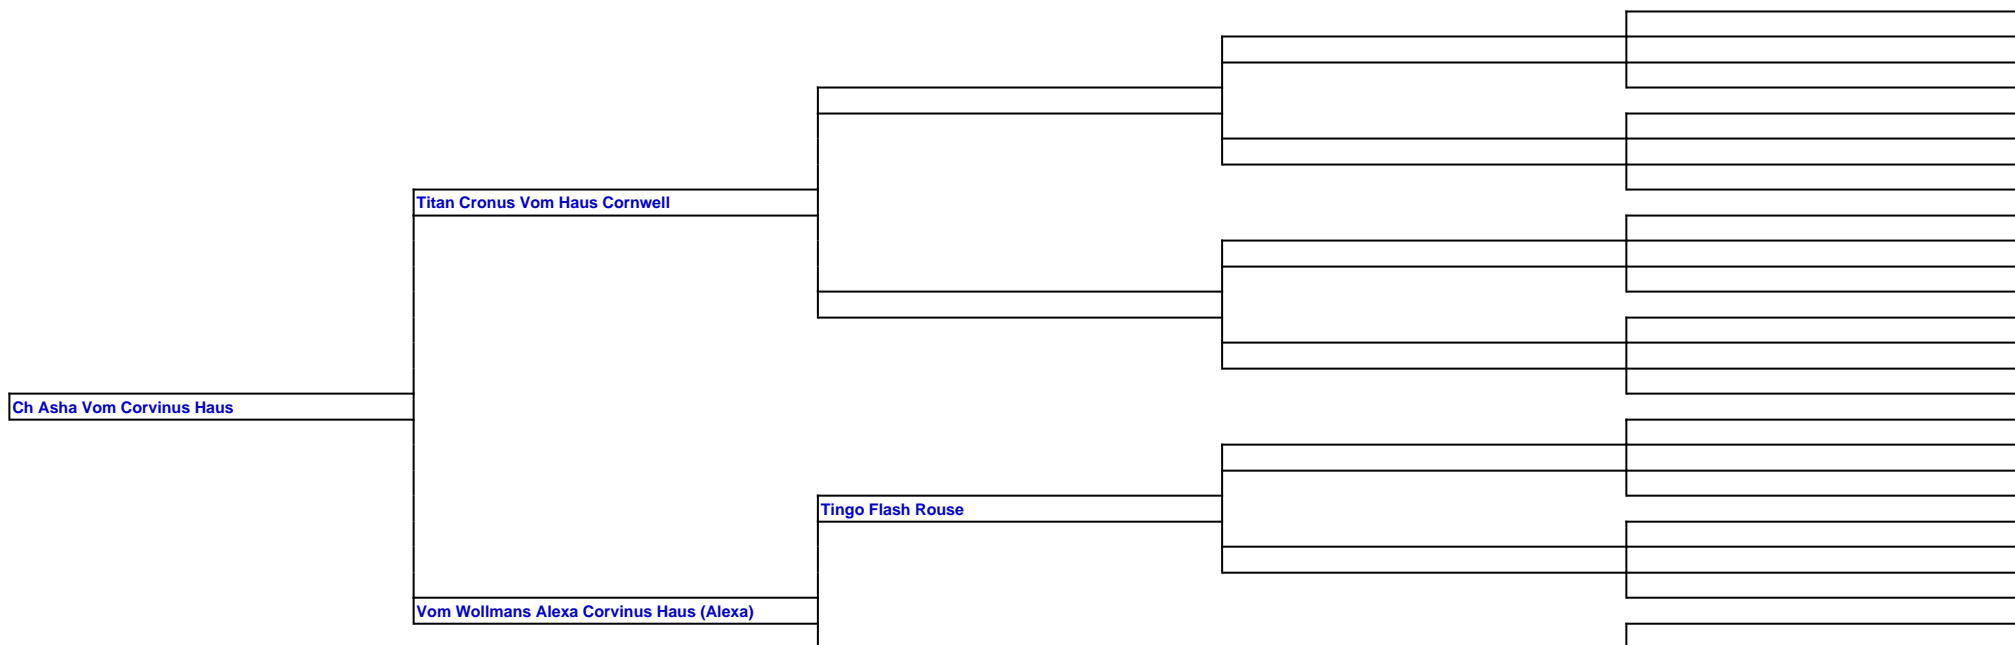 Titan Cronus Vom Haus Cornwell
Ch Asha Vom Corvinus Haus
Tingo Flash Rouse
Vom Wollmans Alexa Corvinus Haus (Alexa)